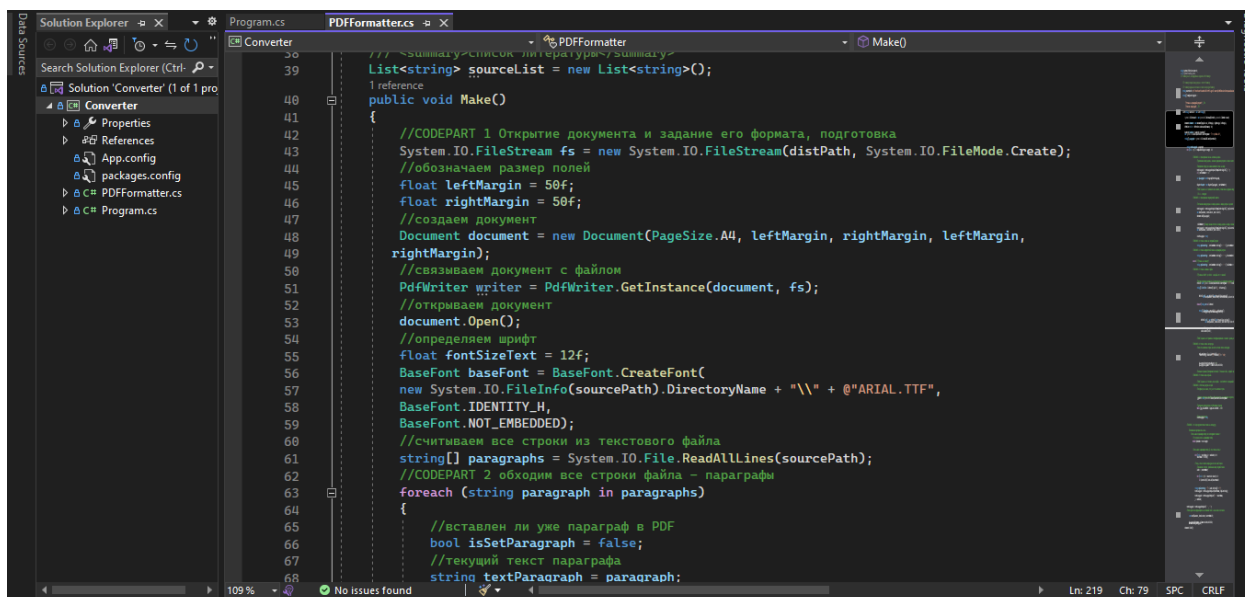 Data Sources
Solution Explorer
Search Solution Explorer (Ctrl-
Solution 'Converter' (1 of 1 pro
C# Converter
Properties
References
App.config
packages.config
C# PDFFormatter.cs
C# Program.cs
Program.cs
PDFFormatter.cs
C# Converter
PDFFormatter
Make()
38 /// <summary>список литературы</summary>
39 List<string> sourceList = new List<string>();
1 reference
40 public void Make()
41 {
42 //CODEPART 1 Открытие документа и задание его формата, подготовка
43 System.IO.FileStream fs = new System.IO.FileStream(distPath, System.IO.FileMode.Create);
44 //обозначаем размер полей
45 float leftMargin = 50f;
46 float rightMargin = 50f;
47 //создаем документ
48 Document document = new Document(PageSize.A4, leftMargin, rightMargin, leftMargin,
49 rightMargin);
50 //связываем документ с файлом
51 PdfWriter writer = PdfWriter.GetInstance(document, fs);
52 //открываем документ
53 document.Open();
54 //определяем шрифт
55 float fontSizeText = 12f;
56 BaseFont baseFont = BaseFont.CreateFont(
57 new System.IO.FileInfo(sourcePath).DirectoryName + "\\" + @"ARIAL.TTF",
58 BaseFont.IDENTITY_H,
59 BaseFont.NOT_EMBEDDED);
60 //считываем все строки из текстового файла
61 string[] paragraphs = System.IO.File.ReadAllLines(sourcePath);
62 //CODEPART 2 обходим все строки файла – параграфы
63 foreach (string paragraph in paragraphs)
64 {
65 //вставлен ли уже параграф в PDF
66 bool isSetParagraph = false;
67 //текущий текст параграфа
68 string textParagraph = paragraph;
109 %
No issues found
Ln: 219 Ch: 79 SPC CRLF